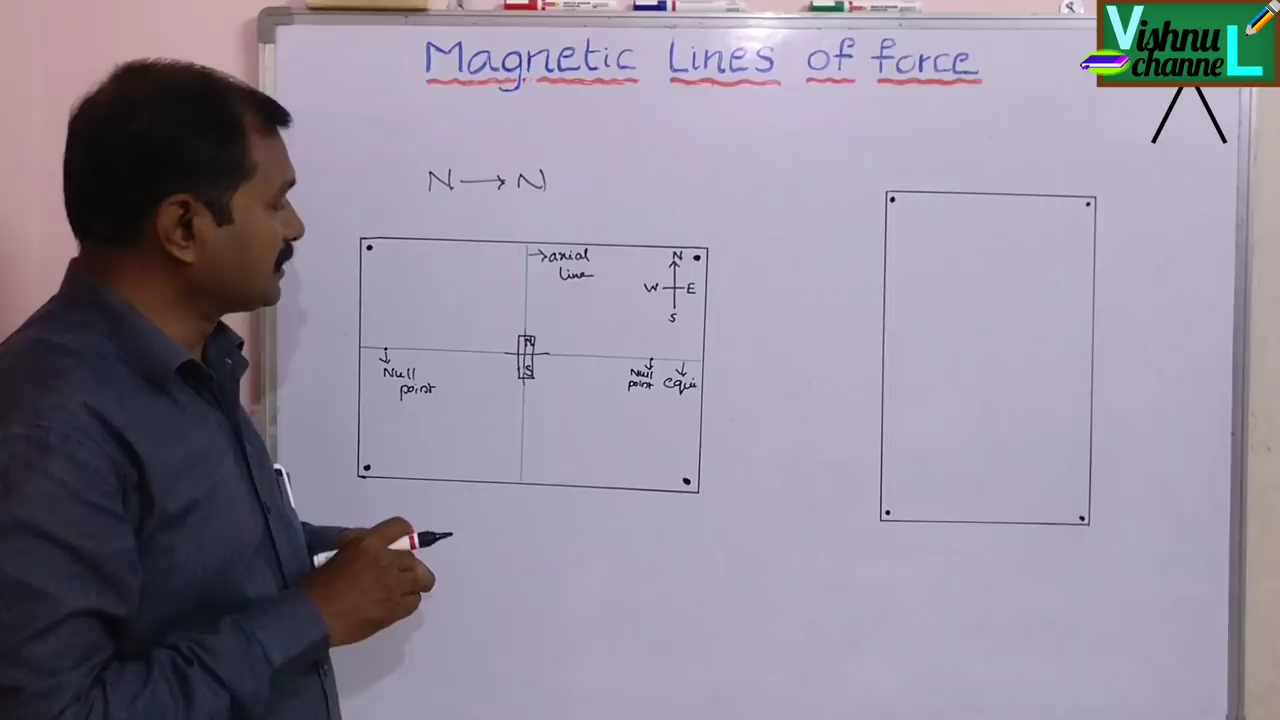 Vishnu
channel
Magnetic Lines of force
N → N
→ axial
line
N
W E
S
N
S
Null
point
Null
point
equi